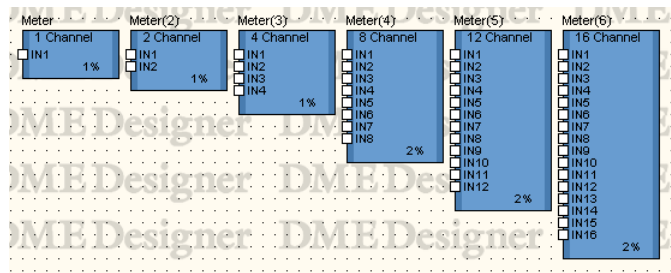 Meter
1 Channel
IN1
1%
Meter(2)
2 Channel
IN1
IN2
1%
Meter(3)
4 Channel
IN1
IN2
IN3
IN4
1%
Meter(4)
8 Channel
IN1
IN2
IN3
IN4
IN5
IN6
IN7
IN8
2%
Meter(5)
12 Channel
IN1
IN2
IN3
IN4
IN5
IN6
IN7
IN8
IN9
IN10
IN11
IN12
2%
Meter(6)
16 Channel
IN1
IN2
IN3
IN4
IN5
IN6
IN7
IN8
IN9
IN10
IN11
IN12
IN13
IN14
IN15
IN16
2%
DME Designer
DME Designer
DME Designer
DME Designer
DME Designer